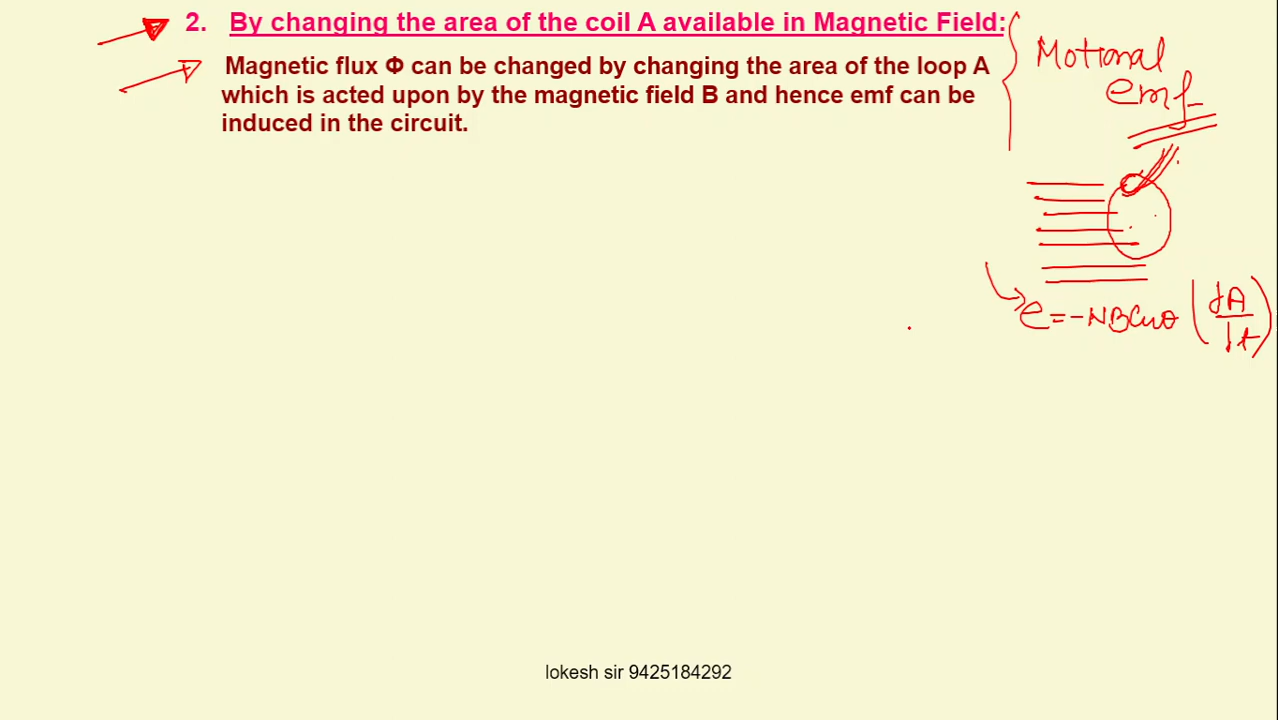 2. By changing the area of the coil A available in Magnetic Field:
Magnetic flux Φ can be changed by changing the area of the loop A
which is acted upon by the magnetic field B and hence emf can be
induced in the circuit.
Motional
emf
e = -NBCosθ (dA/dt)
lokesh sir 9425184292